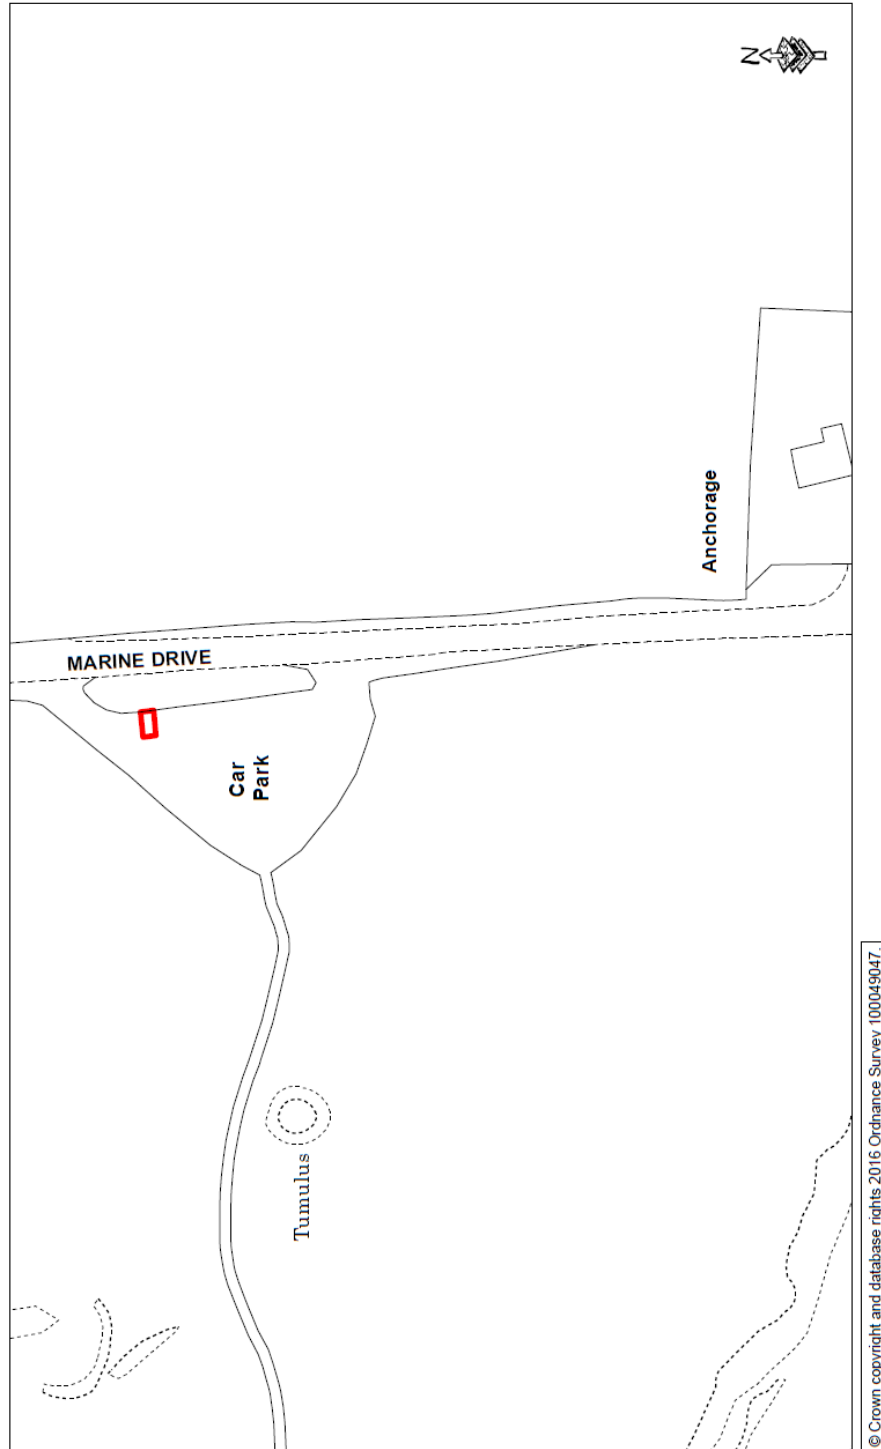 N
Anchorage
MARINE DRIVE
Car
Park
Tumulus
© Crown copyright and database rights 2016 Ordnance Survey 100049047.